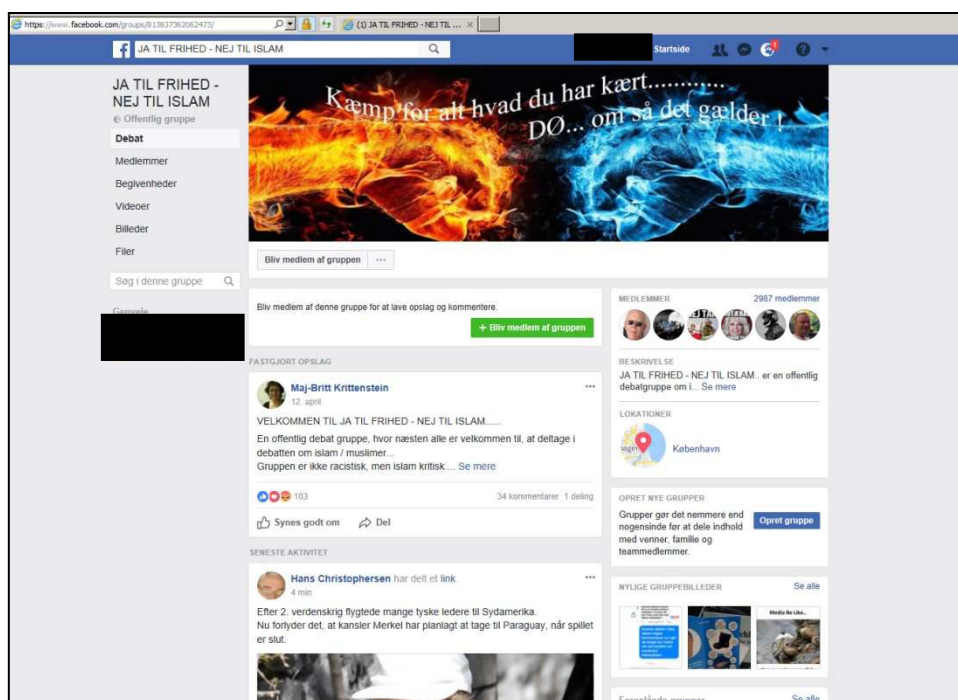 https://www.facebook.com/groups/813837362062473/
(1) JA TIL FRIHED - NEJ TIL ...
JA TIL FRIHED - NEJ TIL ISLAM
Startside
JA TIL FRIHED -
NEJ TIL ISLAM
Offentlig gruppe
Debat
Medlemmer
Begivenheder
Videoer
Billeder
Filer
Søg i denne gruppe
Genveje
Kæmp for alt hvad du har kært............
DØ... om så det gælder !
Bliv medlem af gruppen
Bliv medlem af denne gruppe for at lave opslag og kommentere.
+ Bliv medlem af gruppen
FASTGJORT OPSLAG
Maj-Britt Krittenstein
12. april
VELKOMMEN TIL JA TIL FRIHED - NEJ TIL ISLAM......
En offentlig debat gruppe, hvor næsten alle er velkommen til, at deltage i
debatten om islam / muslimer...
Gruppen er ikke racistisk, men islam kritisk.... Se mere
103
34 kommentarer 1 deling
Synes godt om
Del
SENESTE AKTIVITET
Hans Christophersen har delt et link.
4 min.
Efter 2. verdenskrig flygtede mange tyske ledere til Sydamerika.
Nu forlyder det, at kansler Merkel har planlagt at tage til Paraguay, når spillet
er slut.
MEDLEMMER
2987 medlemmer
BESKRIVELSE
JA TIL FRIHED - NEJ TIL ISLAM.. er en offentlig
debatgruppe om i... Se mere
LOKATIONER
København
OPRET NYE GRUPPER
Grupper gør det nemmere end
nogensinde før at dele indhold
med venner, familie og
teammedlemmer.
Opret gruppe
NYLIGE GRUPPEBILLEDER
Se alle
Media Be Like..
Foreslåede grupper
Se alle